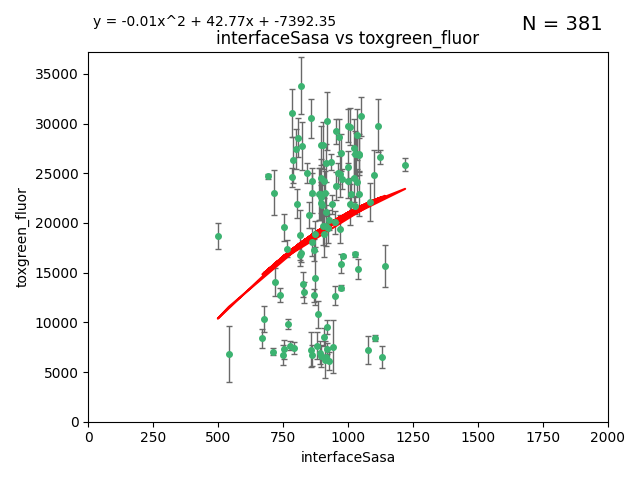 y = -0.01x^2 + 42.77x + -7392.35
N = 381
interfaceSasa vs toxgreen_fluor
35000
30000
25000
20000
15000
10000
5000
0
toxgreen_fluor
0 250 500 750 1000 1250 1500 1750 2000
interfaceSasa